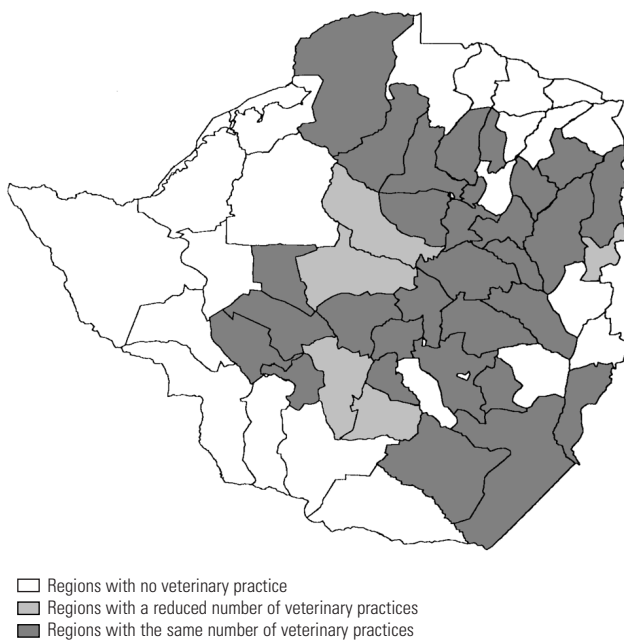 Regions with no veterinary practice
Regions with a reduced number of veterinary practices
Regions with the same number of veterinary practices